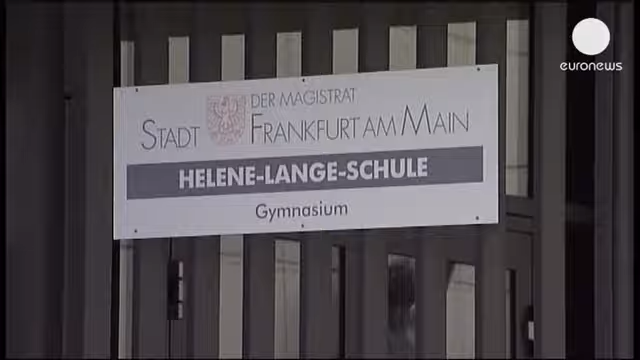 euronews
DER MAGISTRAT
STADT FRANKFURT AM MAIN
HELENE-LANGE-SCHULE
Gymnasium